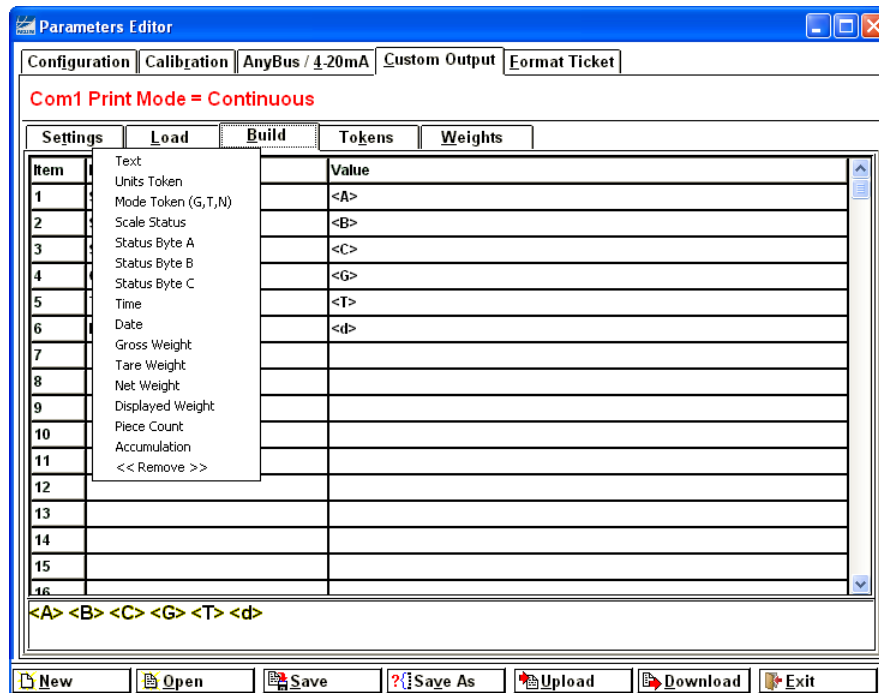 Parameters Editor
Configuration Calibration AnyBus / 4-20mA Custom Output Format Ticket
Com1 Print Mode = Continuous
Settings Load Build Tokens Weights
Item Value
Text
Units Token
Mode Token (G,T,N)
Scale Status
Status Byte A
Status Byte B
Status Byte C
Time
Date
Gross Weight
Tare Weight
Net Weight
Displayed Weight
Piece Count
Accumulation
<< Remove >>
1 <A>
2 <B>
3 <C>
4 <G>
5 <T>
6 <d>
7
8
9
10
11
12
13
14
15
16
<A> <B> <C> <G> <T> <d>
New Open Save ?{} Save As Upload Download Exit